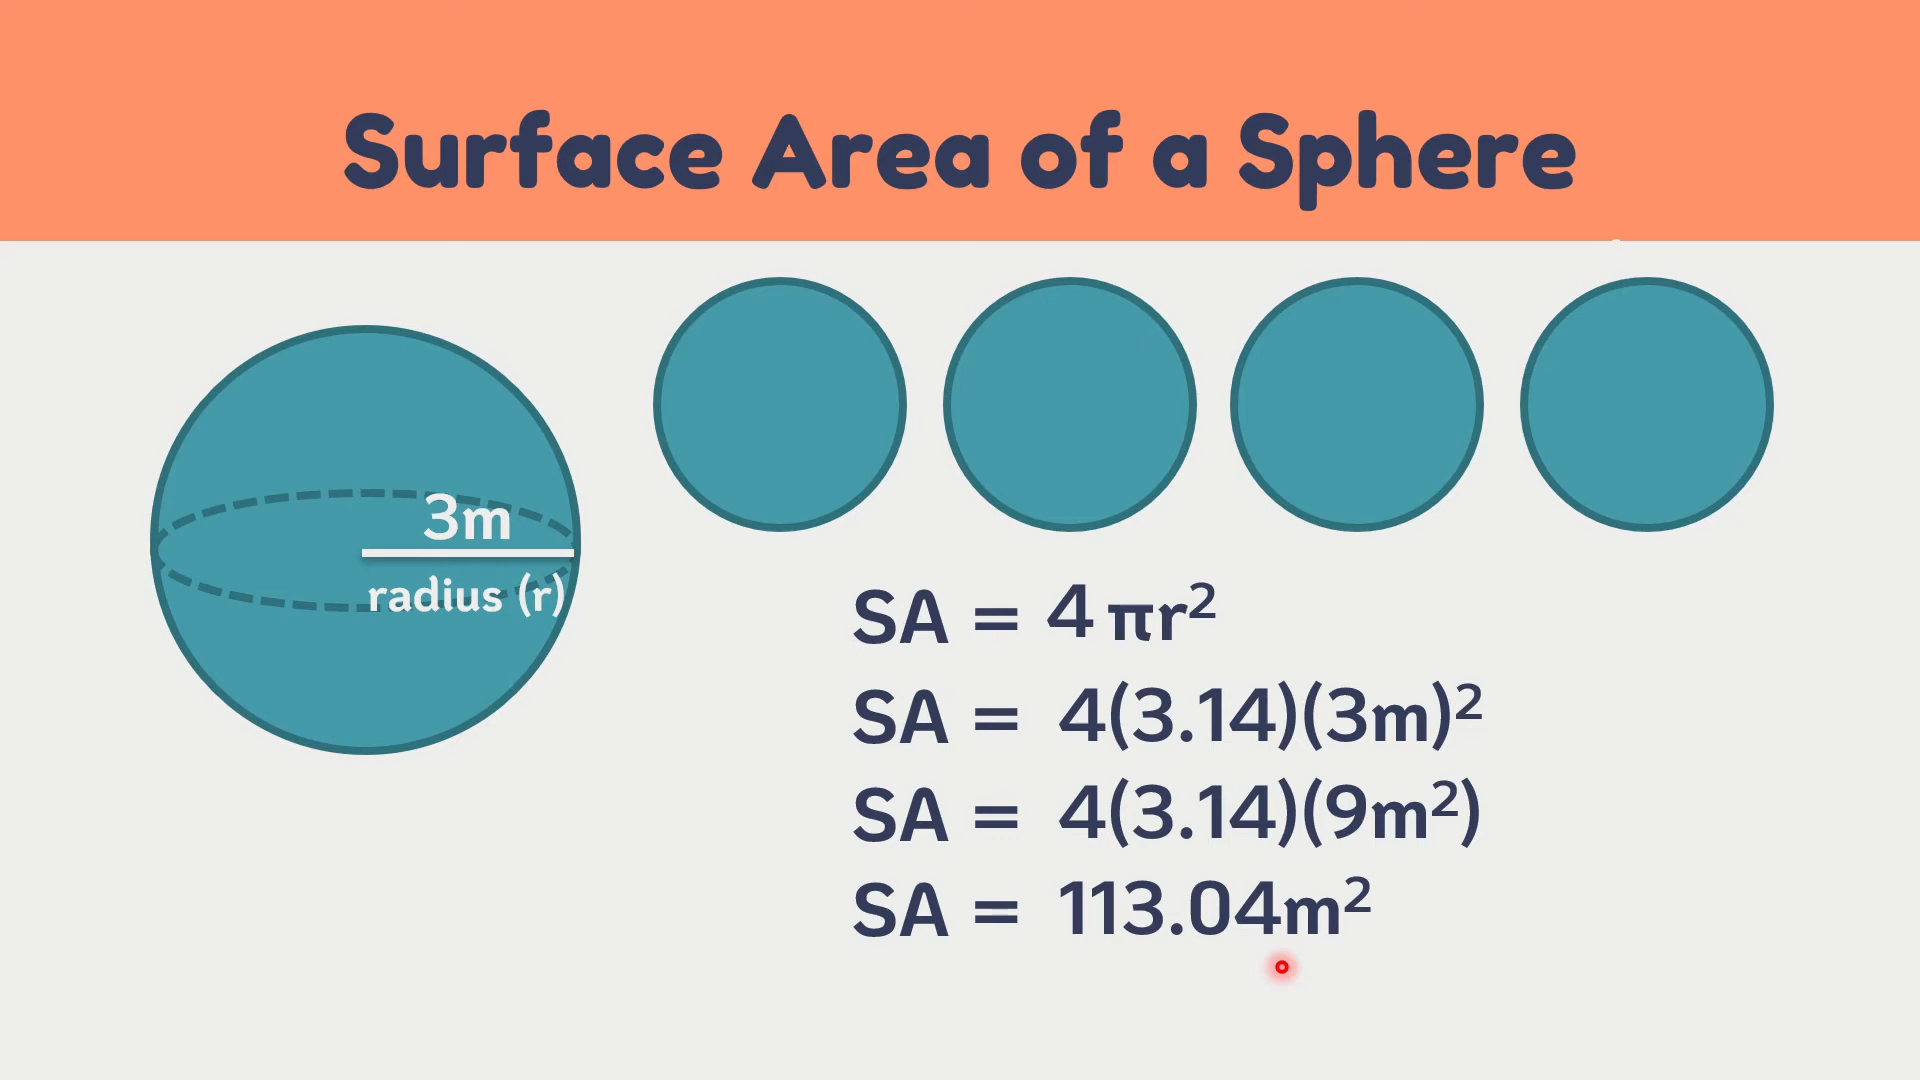 Surface Area of a Sphere
3m
radius (r)
SA = 4πr²
SA = 4(3.14)(3m)²
SA = 4(3.14)(9m²)
SA = 113.04m²